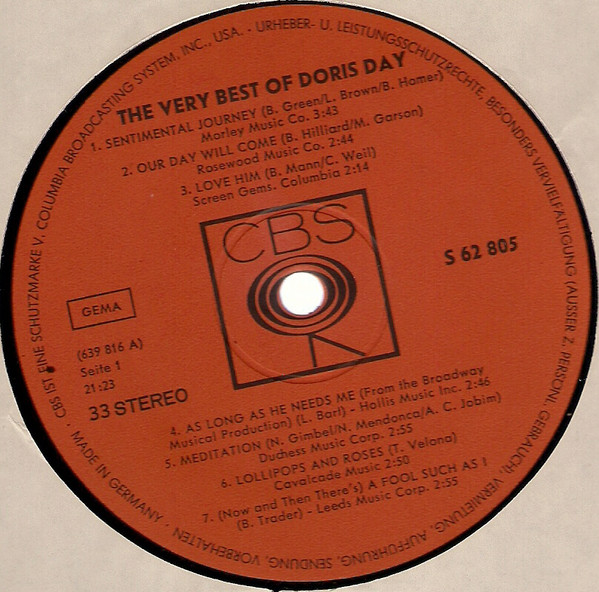 CBS IST EINE SCHUTZMARKE V. COLUMBIA BROADCASTING SYSTEM, INC., USA. · URHEBER- U. LEISTUNGSSCHUTZRECHTE, BESONDERS VERVIELFÄLTIGUNG (AUSSER Z. PERSÖNL. GEBRAUCH), VERMIETUNG, AUFFÜHRUNG, SENDUNG, VORBEHALTEN · MADE IN GERMANY ·
THE VERY BEST OF DORIS DAY
1. SENTIMENTAL JOURNEY (B. Green/L. Brown/B. Homer)
Morley Music Co. 3:43
2. OUR DAY WILL COME (B. Hilliard/M. Garson)
Rosewood Music Co. 2:44
3. LOVE HIM (B. Mann/C. Weil)
Screen Gems. Columbia 2:14
CBS
S 62 805
GEMA
(639 816 A)
Seite 1
21:23
33 STEREO
4. AS LONG AS HE NEEDS ME (From the Broadway
Musical Production) (L. Barl) - Hollis Music Inc. 2:46
5. MEDITATION (N. Gimbel/N. Mendonca/A. C. Jobim)
Duchess Music Corp. 2:55
6. LOLLIPOPS AND ROSES (T. Velona)
Cavalcade Music 2:50
7. (Now and Then There's) A FOOL SUCH AS I
(B. Trader) - Leeds Music Corp. 2:55